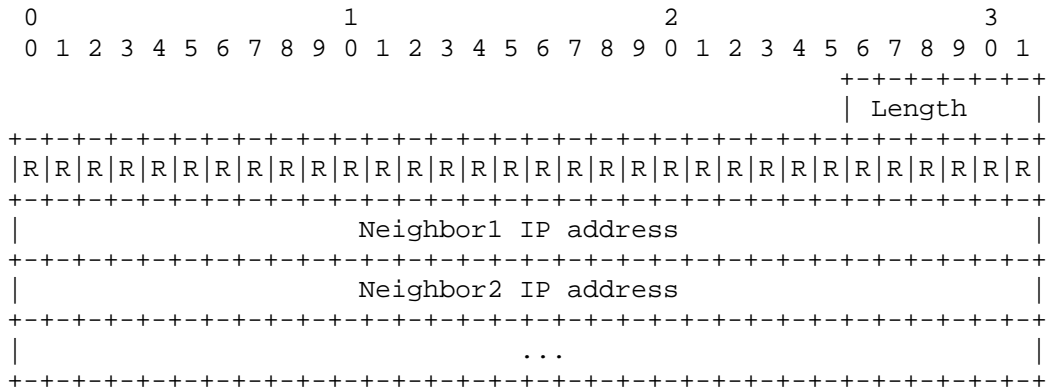 0                   1                   2                   3
0 1 2 3 4 5 6 7 8 9 0 1 2 3 4 5 6 7 8 9 0 1 2 3 4 5 6 7 8 9 0 1
+-+-+-+-+-+-+
| Length    |
+-+-+-+-+-+-+-+-+-+-+-+-+-+-+-+-+-+-+-+-+-+-+-+-+-+-+-+-+-+-+-+-+
|R|R|R|R|R|R|R|R|R|R|R|R|R|R|R|R|R|R|R|R|R|R|R|R|R|R|R|R|R|R|R|R|
+-+-+-+-+-+-+-+-+-+-+-+-+-+-+-+-+-+-+-+-+-+-+-+-+-+-+-+-+-+-+-+-+
|                     Neighbor1 IP address                      |
+-+-+-+-+-+-+-+-+-+-+-+-+-+-+-+-+-+-+-+-+-+-+-+-+-+-+-+-+-+-+-+-+
|                     Neighbor2 IP address                      |
+-+-+-+-+-+-+-+-+-+-+-+-+-+-+-+-+-+-+-+-+-+-+-+-+-+-+-+-+-+-+-+-+
|                               ...                             |
+-+-+-+-+-+-+-+-+-+-+-+-+-+-+-+-+-+-+-+-+-+-+-+-+-+-+-+-+-+-+-+-+